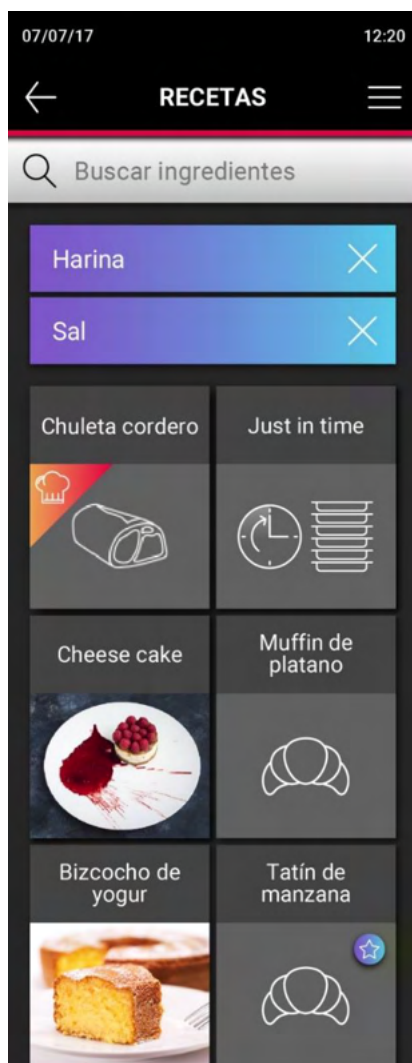 07/07/17 12:20
RECETAS
Buscar ingredientes
Harina
Sal
Chuleta cordero
Just in time
Cheese cake
Muffin de
platano
Bizcocho de
yogur
Tatín de
manzana